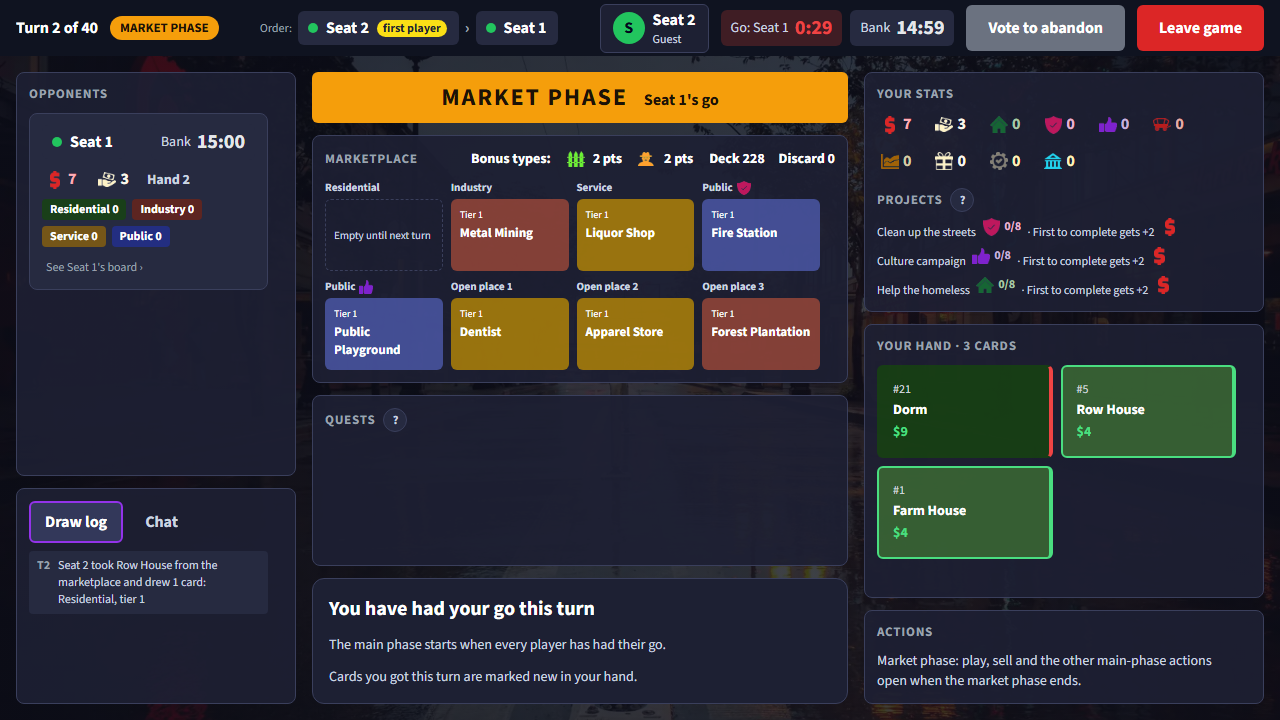 Turn 2 of 40
MARKET PHASE
Order:
Seat 2
first player
›
Seat 1
S
Seat 2
Guest
Go: Seat 1 0:29
Bank 14:59
Vote to abandon
Leave game
OPPONENTS
Seat 1
Bank 15:00
7
3
Hand 2
Residential 0
Industry 0
Service 0
Public 0
See Seat 1's board ›
Draw log
Chat
T2 Seat 2 took Row House from the
marketplace and drew 1 card:
Residential, tier 1
MARKET PHASE Seat 1's go
MARKETPLACE
Bonus types:
2 pts
2 pts
Deck 228
Discard 0
Residential
Industry
Service
Public
Empty until next turn
Tier 1
Metal Mining
Tier 1
Liquor Shop
Tier 1
Fire Station
Public
Open place 1
Open place 2
Open place 3
Tier 1
Public
Playground
Tier 1
Dentist
Tier 1
Apparel Store
Tier 1
Forest Plantation
QUESTS ?
You have had your go this turn
The main phase starts when every player has had their go.
Cards you got this turn are marked new in your hand.
YOUR STATS
7
3
0
0
0
0
0
0
0
0
PROJECTS ?
Clean up the streets 0/8 · First to complete gets +2
Culture campaign 0/8 · First to complete gets +2
Help the homeless 0/8 · First to complete gets +2
YOUR HAND · 3 CARDS
#21
Dorm
$9
#5
Row House
$4
#1
Farm House
$4
ACTIONS
Market phase: play, sell and the other main-phase actions
open when the market phase ends.